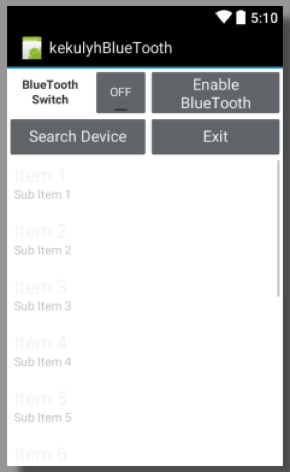 5:10
kekulyhBlueTooth
BlueTooth
Switch
OFF
Enable
BlueTooth
Search Device
Exit
Item 1
Sub Item 1
Item 2
Sub Item 2
Item 3
Sub Item 3
Item 4
Sub Item 4
Item 5
Sub Item 5
Item 6